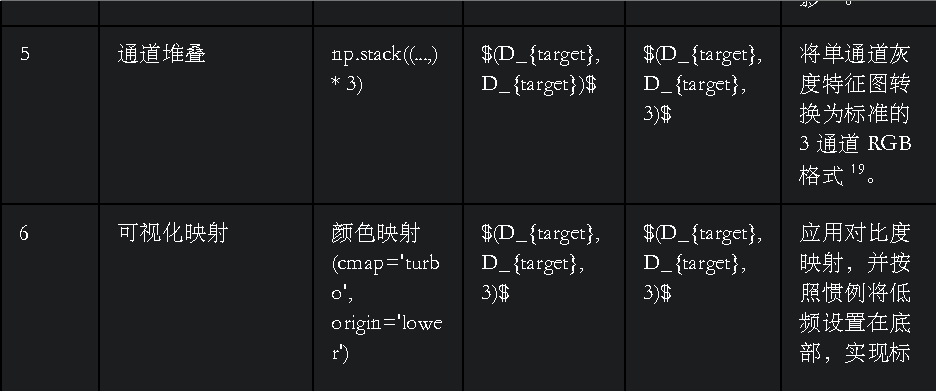 5
通道堆叠
np.stack((...,)
* 3)
$(D_{target},
D_{target})$
$(D_{target},
D_{target},
3)$
将单通道灰
度特征图转
换为标准的
3 通道 RGB
格式 19。
6
可视化映射
颜色映射
(cmap='turb
o',
origin='lowe
r')
$(D_{target},
D_{target},
3)$
$(D_{target},
D_{target},
3)$
应用对比度
映射，并按
照惯例将低
频设置在底
部，实现标